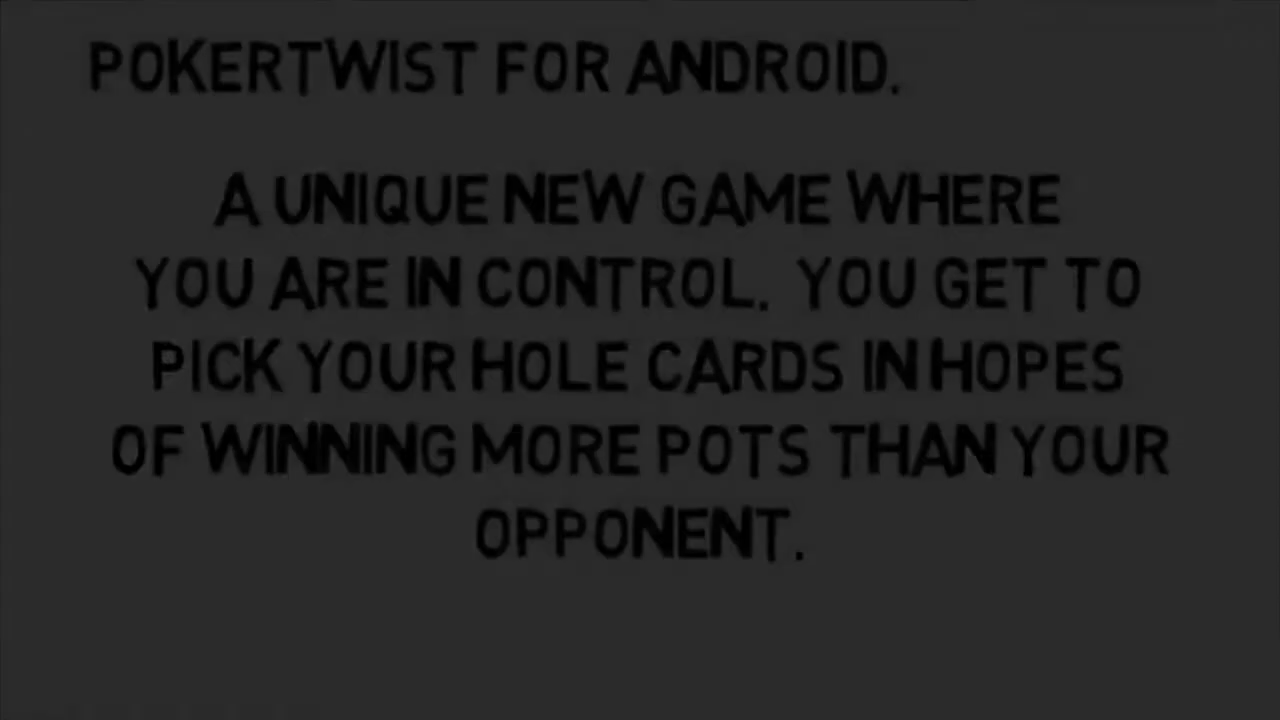 POKERTWIST FOR ANDROID.
A UNIQUE NEW GAME WHERE
YOU ARE IN CONTROL. YOU GET TO
PICK YOUR HOLE CARDS IN HOPES
OF WINNING MORE POTS THAN YOUR
OPPONENT.